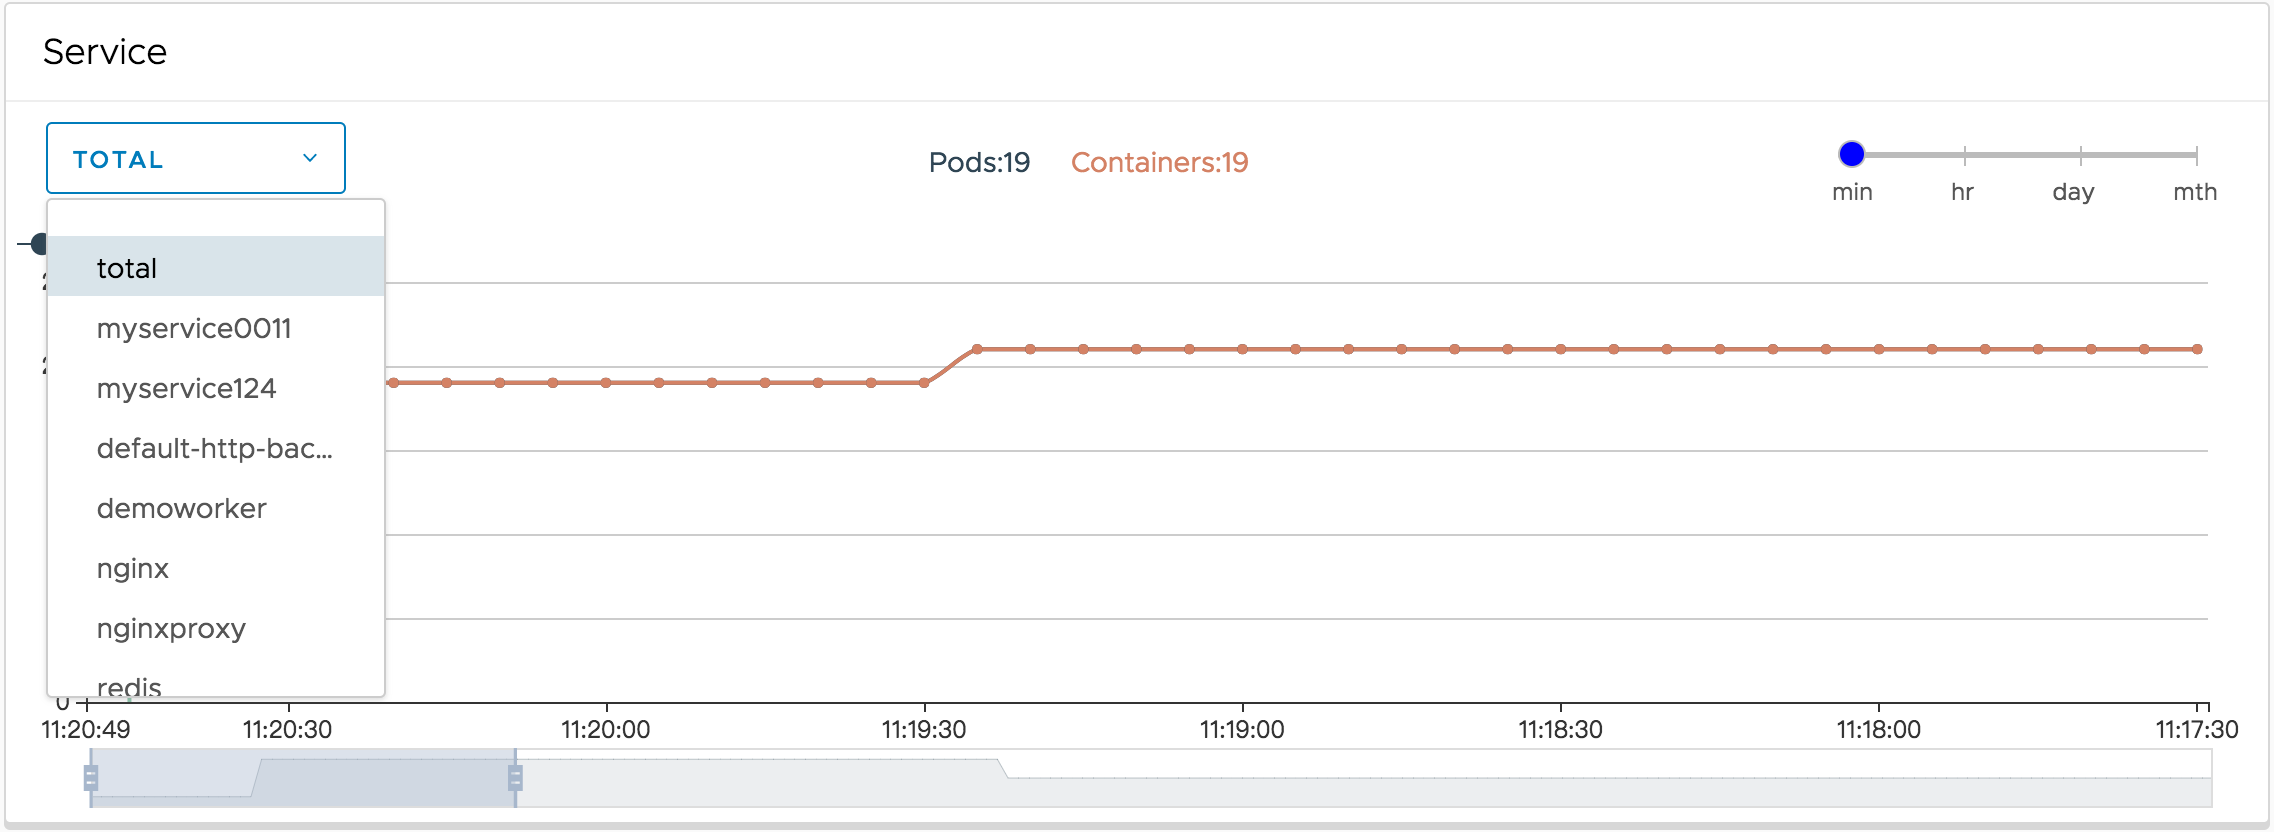 Service
TOTAL
Pods:19 Containers:19
min hr day mth
total
myservice0011
myservice124
default-http-bac...
demoworker
nginx
nginxproxy
redis
0
11:20:49 11:20:30 11:20:00 11:19:30 11:19:00 11:18:30 11:18:00 11:17:30